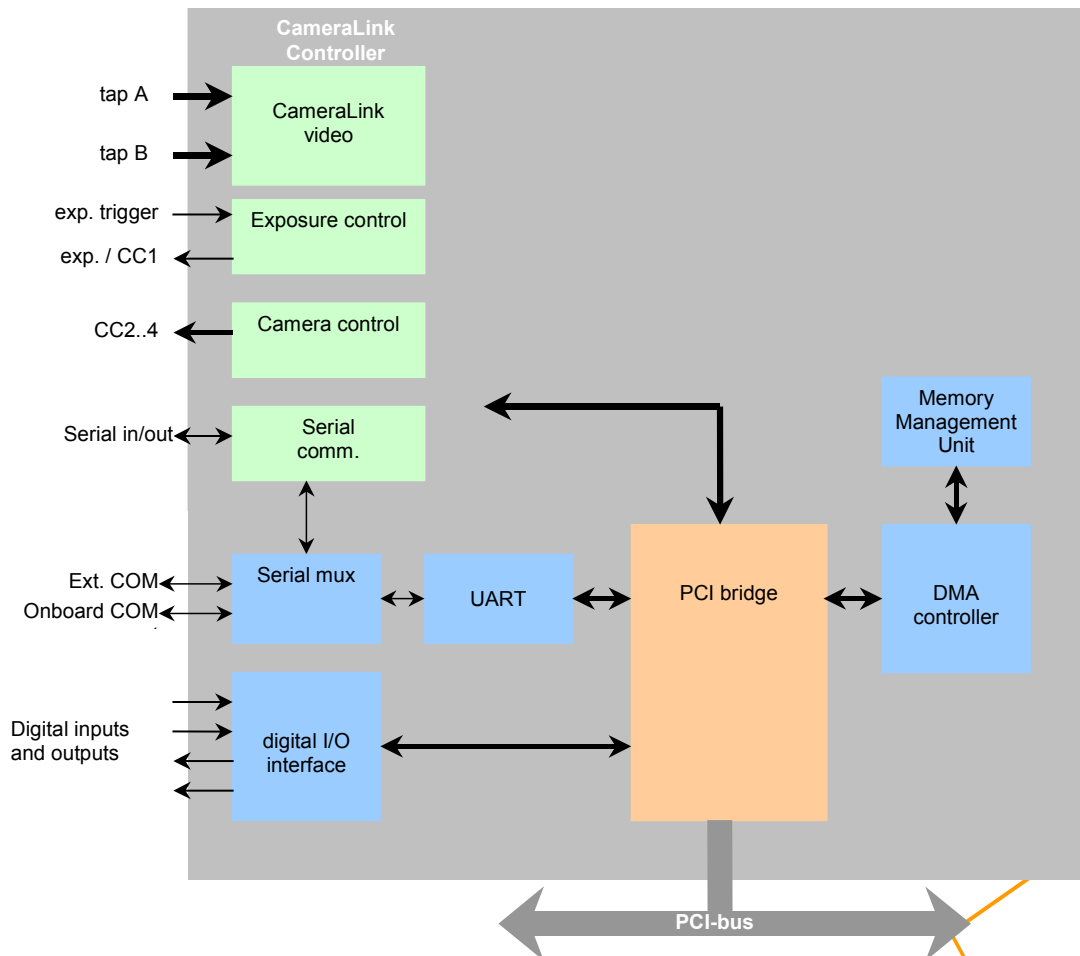 CameraLink
Controller
tap A
CameraLink
video
tap B
exp. trigger
Exposure control
exp. / CC1
CC2..4
Camera control
Memory
Management
Unit
Serial in/out
Serial
comm.
Ext. COM
Onboard COM
Serial mux
UART
PCI bridge
DMA
controller
Digital inputs
and outputs
digital I/O
interface
PCI-bus